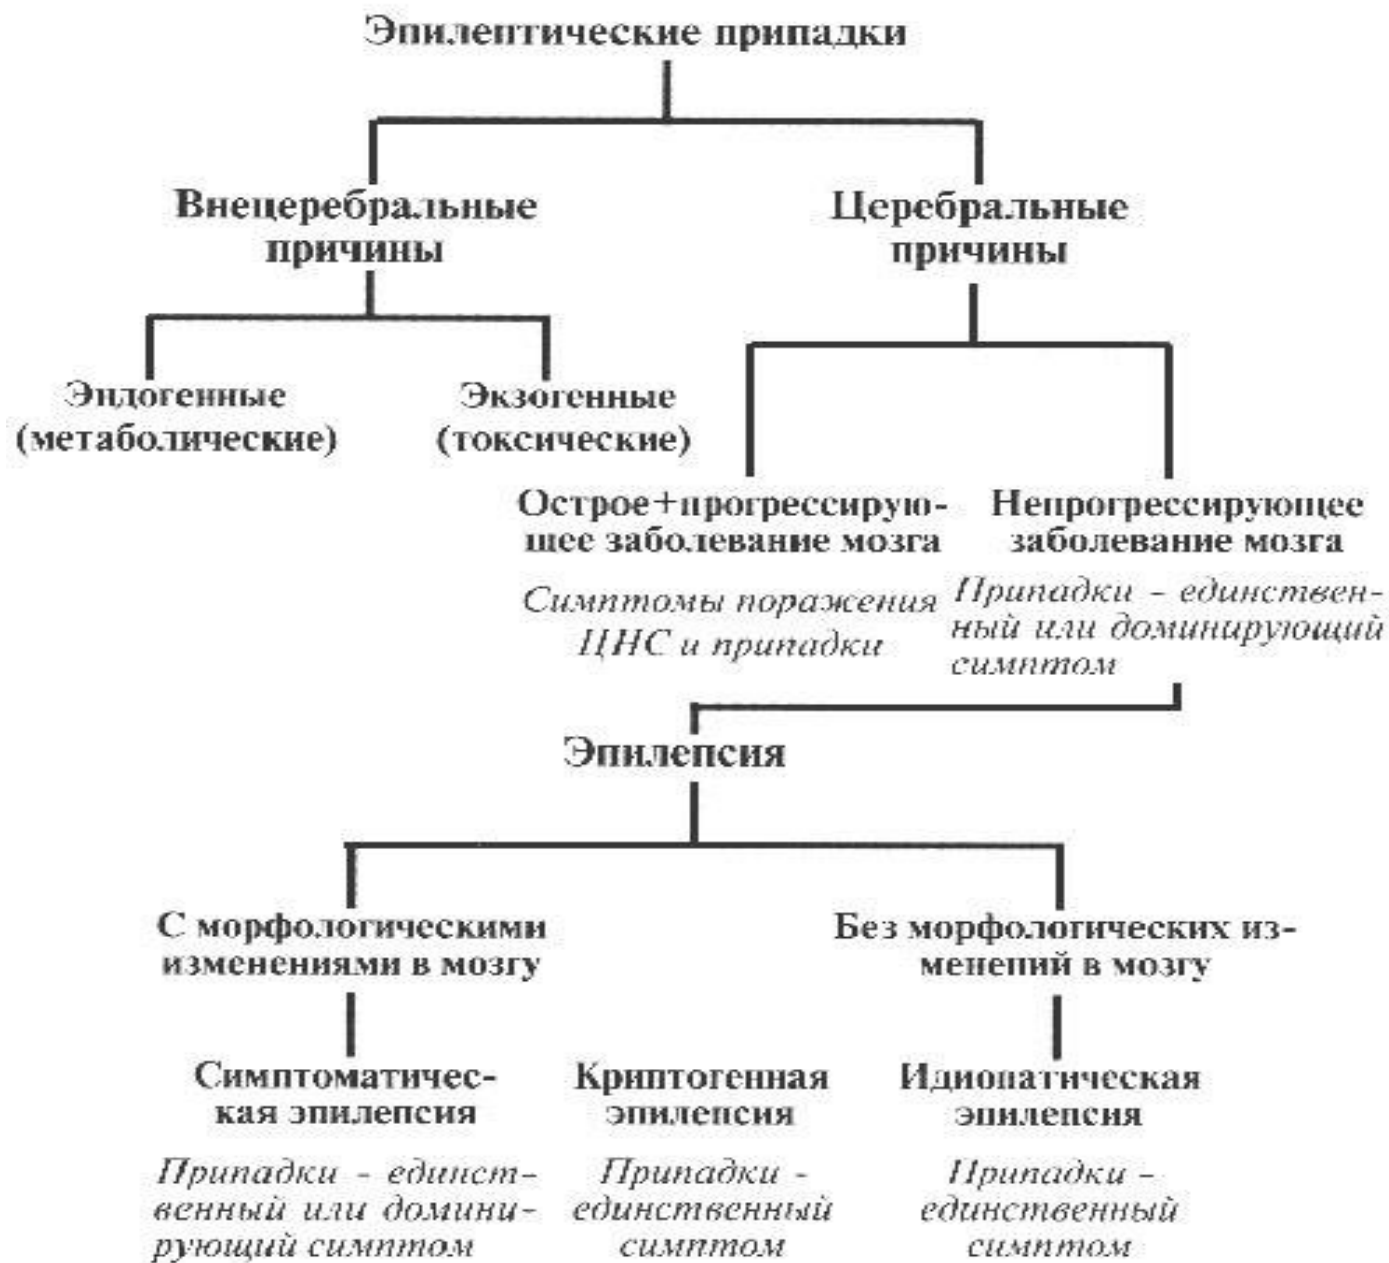 Эпилептические припадки
Внецеребральные
причины
Церебральные
причины
Эндогенные
(метаболические)
Экзогенные
(токсические)
Острое+прогрессирую-
щее заболевание мозга
Симптомы поражения
ЦНС и припадки
Непрогрессирующее
заболевание мозга
Припадки - единствен-
ный или доминирующий
симптом
Эпилепсия
С морфологическими
изменениями в мозгу
Без морфологических из-
менений в мозгу
Симптоматичес-
кая эпилепсия
Припадки - единст-
венный или домини-
рующий симптом
Криптогенная
эпилепсия
Припадки -
единственный
симптом
Идиопатическая
эпилепсия
Припадки -
единственный
симптом